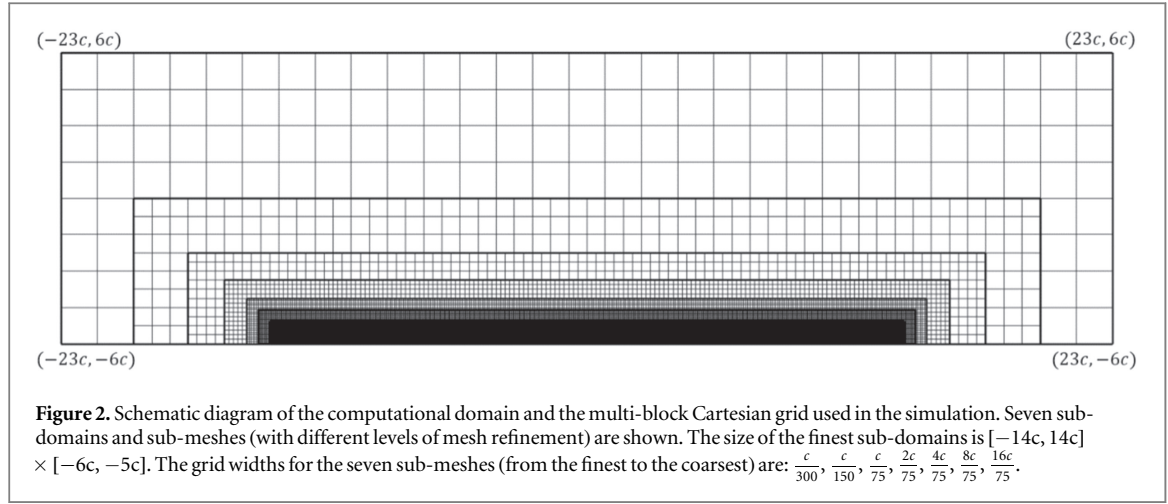 (−23c, 6c)
(23c, 6c)
(−23c, −6c)
(23c, −6c)
Figure 2. Schematic diagram of the computational domain and the multi-block Cartesian grid used in the simulation. Seven sub-
domains and sub-meshes (with different levels of mesh refinement) are shown. The size of the finest sub-domains is [−14c, 14c]
× [−6c, −5c]. The grid widths for the seven sub-meshes (from the finest to the coarsest) are: c/300, c/150, c/75, 2c/75, 4c/75, 8c/75, 16c/75.